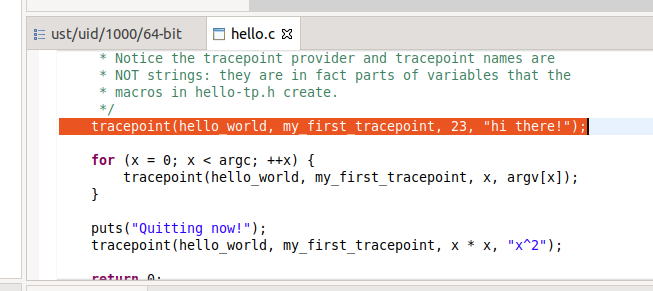 ust/uid/1000/64-bit hello.c
* Notice the tracepoint provider and tracepoint names are
* NOT strings: they are in fact parts of variables that the
* macros in hello-tp.h create.
*/
tracepoint(hello_world, my_first_tracepoint, 23, "hi there!");
for (x = 0; x < argc; ++x) {
tracepoint(hello_world, my_first_tracepoint, x, argv[x]);
}
puts("Quitting now!");
tracepoint(hello_world, my_first_tracepoint, x * x, "x^2");
return 0;